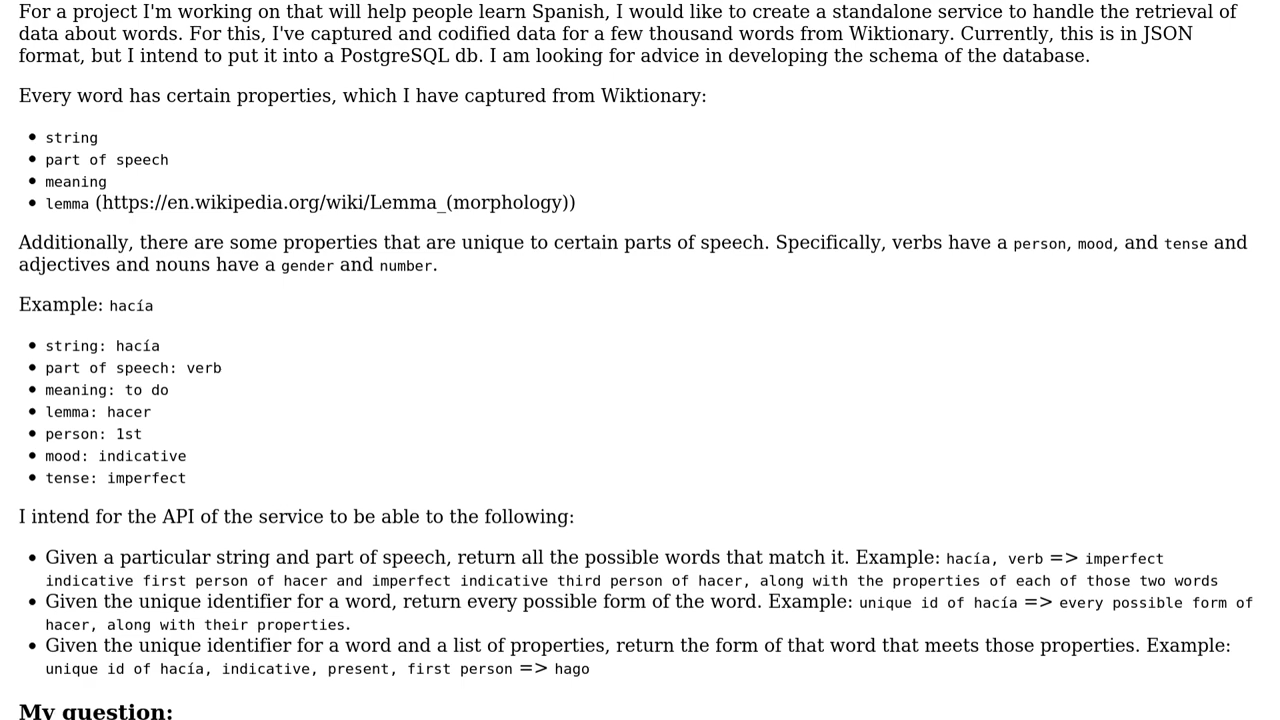 For a project I'm working on that will help people learn Spanish, I would like to create a standalone service to handle the retrieval of
data about words. For this, I've captured and codified data for a few thousand words from Wiktionary. Currently, this is in JSON
format, but I intend to put it into a PostgreSQL db. I am looking for advice in developing the schema of the database.
Every word has certain properties, which I have captured from Wiktionary:
• string
• part of speech
• meaning
• lemma (https://en.wikipedia.org/wiki/Lemma_(morphology))
Additionally, there are some properties that are unique to certain parts of speech. Specifically, verbs have a person, mood, and tense and
adjectives and nouns have a gender and number.
Example: hacía
• string: hacía
• part of speech: verb
• meaning: to do
• lemma: hacer
• person: 1st
• mood: indicative
• tense: imperfect
I intend for the API of the service to be able to the following:
• Given a particular string and part of speech, return all the possible words that match it. Example: hacía, verb => imperfect
indicative first person of hacer and imperfect indicative third person of hacer, along with the properties of each of those two words
• Given the unique identifier for a word, return every possible form of the word. Example: unique id of hacía => every possible form of
hacer, along with their properties.
• Given the unique identifier for a word and a list of properties, return the form of that word that meets those properties. Example:
unique id of hacía, indicative, present, first person => hago
My question: